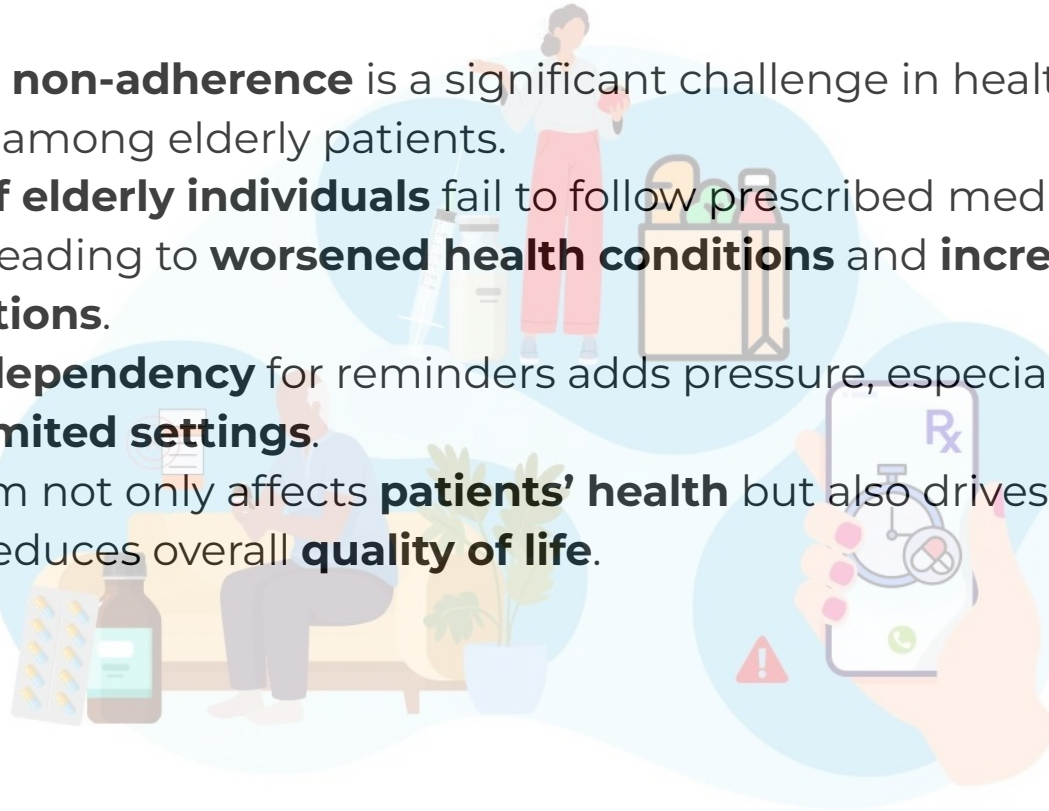 non-adherence is a significant challenge in healt
among elderly patients.
f elderly individuals fail to follow prescribed med
eading to worsened health conditions and incre
tions.
dependency for reminders adds pressure, especia
mited settings.
m not only affects patients’ health but also drives
educes overall quality of life.
Rx